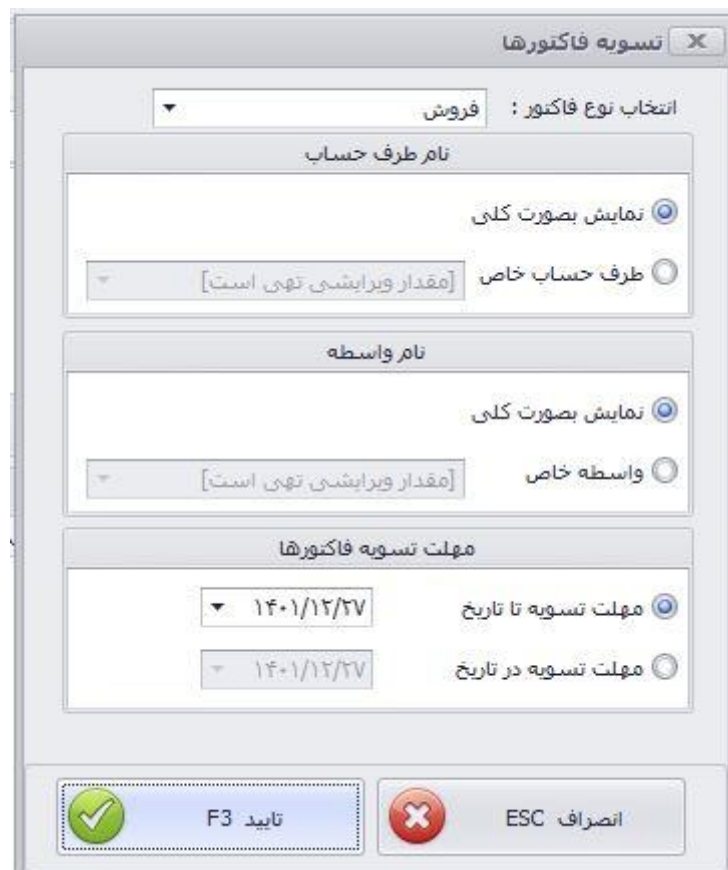 تسویه فاکتورها
انتخاب نوع فاکتور : فروش
نام طرف حساب
نمایش بصورت کلی
طرف حساب خاص [مقدار ویرایشی تهی است]
نام واسطه
نمایش بصورت کلی
واسطه خاص [مقدار ویرایشی تهی است]
مهلت تسویه فاکتورها
مهلت تسویه تا تاریخ ۱۴۰۱/۱۲/۲۷
مهلت تسویه در تاریخ ۱۴۰۱/۱۲/۲۷
انصراف ESC
تایید F3